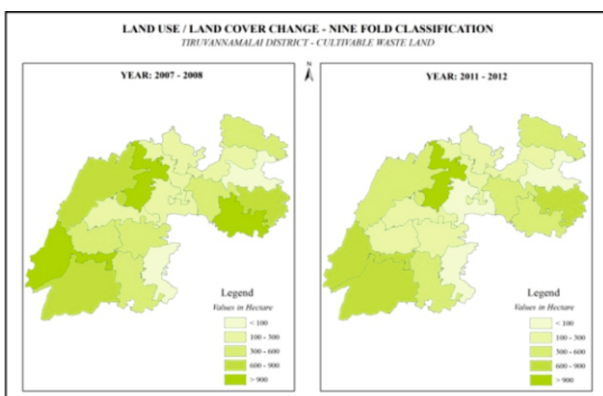 LAND USE / LAND COVER CHANGE - NINE FOLD CLASSIFICATION
TIRUVANNAMALAI DISTRICT - CULTIVABLE WASTE LAND
YEAR: 2007 - 2008
N
YEAR: 2011 - 2012
Legend
Values in Hectare
< 100
100 - 300
300 - 600
600 - 900
> 900
Legend
Values in Hectare
< 100
100 - 300
300 - 600
600 - 900
> 900